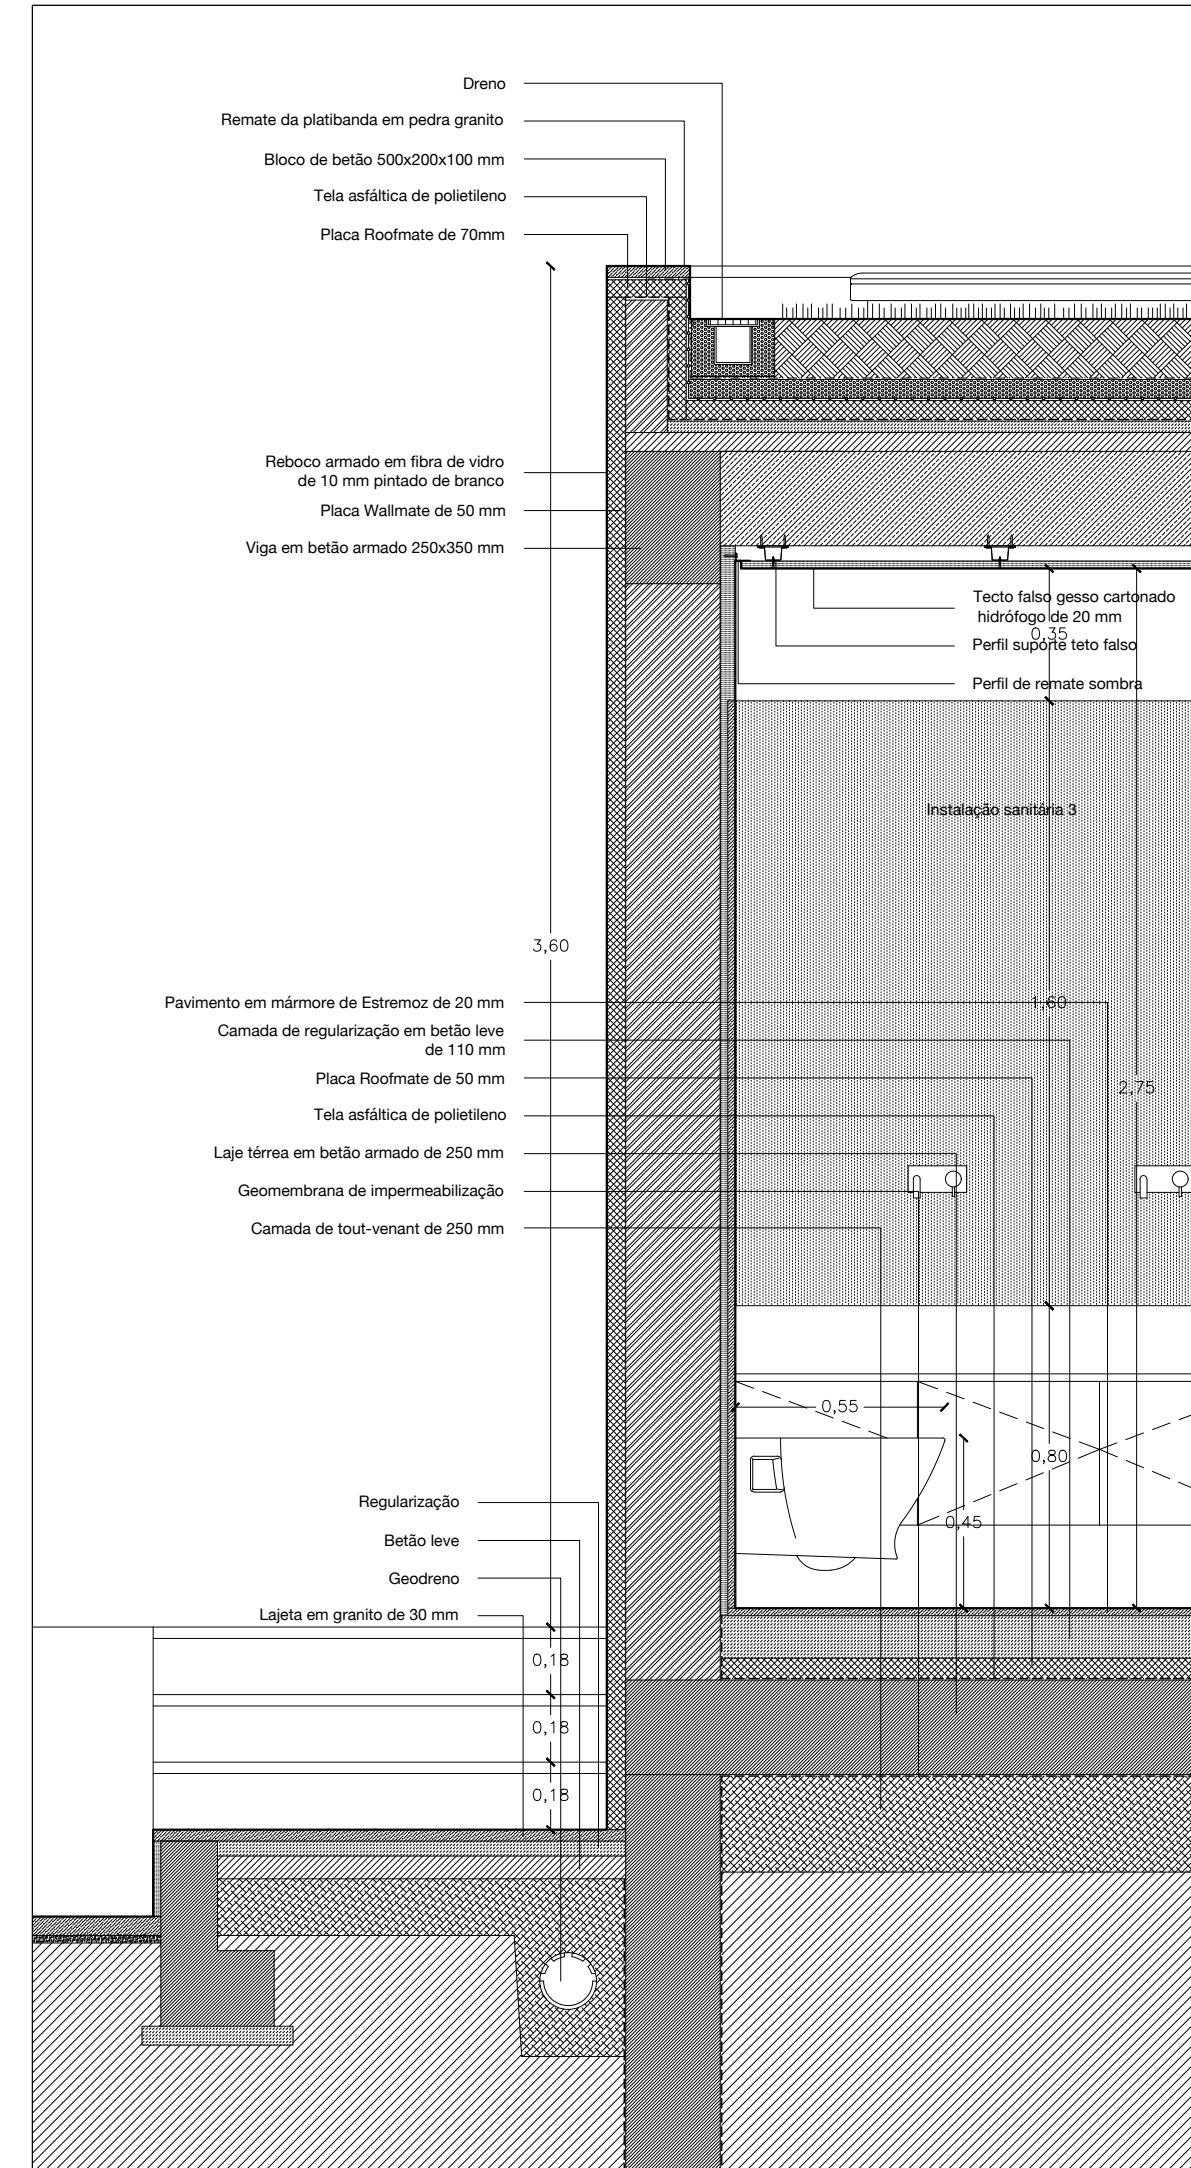 Dreno
Remate da platibanda em pedra granito
Bloco de betão 500x200x100 mm
Tela asfáltica de polietileno
Placa Roofmate de 70mm
Reboco armado em fibra de vidro
de 10 mm pintado de branco
Placa Wallmate de 50 mm
Viga em betão armado 250x350 mm
Tecto falso gesso cartonado
hidrófogo de 20 mm
0,35
Perfil suporte teto falso
Perfil de remate sombra
Instalação sanitária 3
3,60
Pavimento em mármore de Estremoz de 20 mm
1,60
Camada de regularização em betão leve
de 110 mm
Placa Roofmate de 50 mm
2,75
Tela asfáltica de polietileno
Laje térrea em betão armado de 250 mm
Geomembrana de impermeabilização
Camada de tout-venant de 250 mm
0,55
0,80
Regularização
0,45
Betão leve
Geodreno
Lajeta em granito de 30 mm
0,18
0,18
0,18